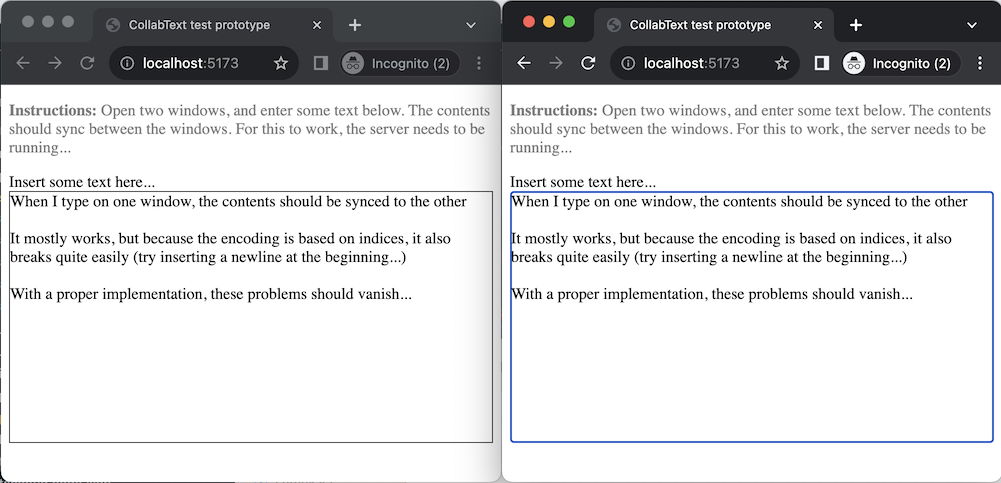 CollabText test prototype
localhost:5173
Incognito (2)
Instructions: Open two windows, and enter some text below. The contents
should sync between the windows. For this to work, the server needs to be
running...
Insert some text here...
When I type on one window, the contents should be synced to the other
It mostly works, but because the encoding is based on indices, it also
breaks quite easily (try inserting a newline at the beginning...)
With a proper implementation, these problems should vanish...
CollabText test prototype
localhost:5173
Incognito (2)
Instructions: Open two windows, and enter some text below. The contents
should sync between the windows. For this to work, the server needs to be
running...
Insert some text here...
When I type on one window, the contents should be synced to the other
It mostly works, but because the encoding is based on indices, it also
breaks quite easily (try inserting a newline at the beginning...)
With a proper implementation, these problems should vanish...